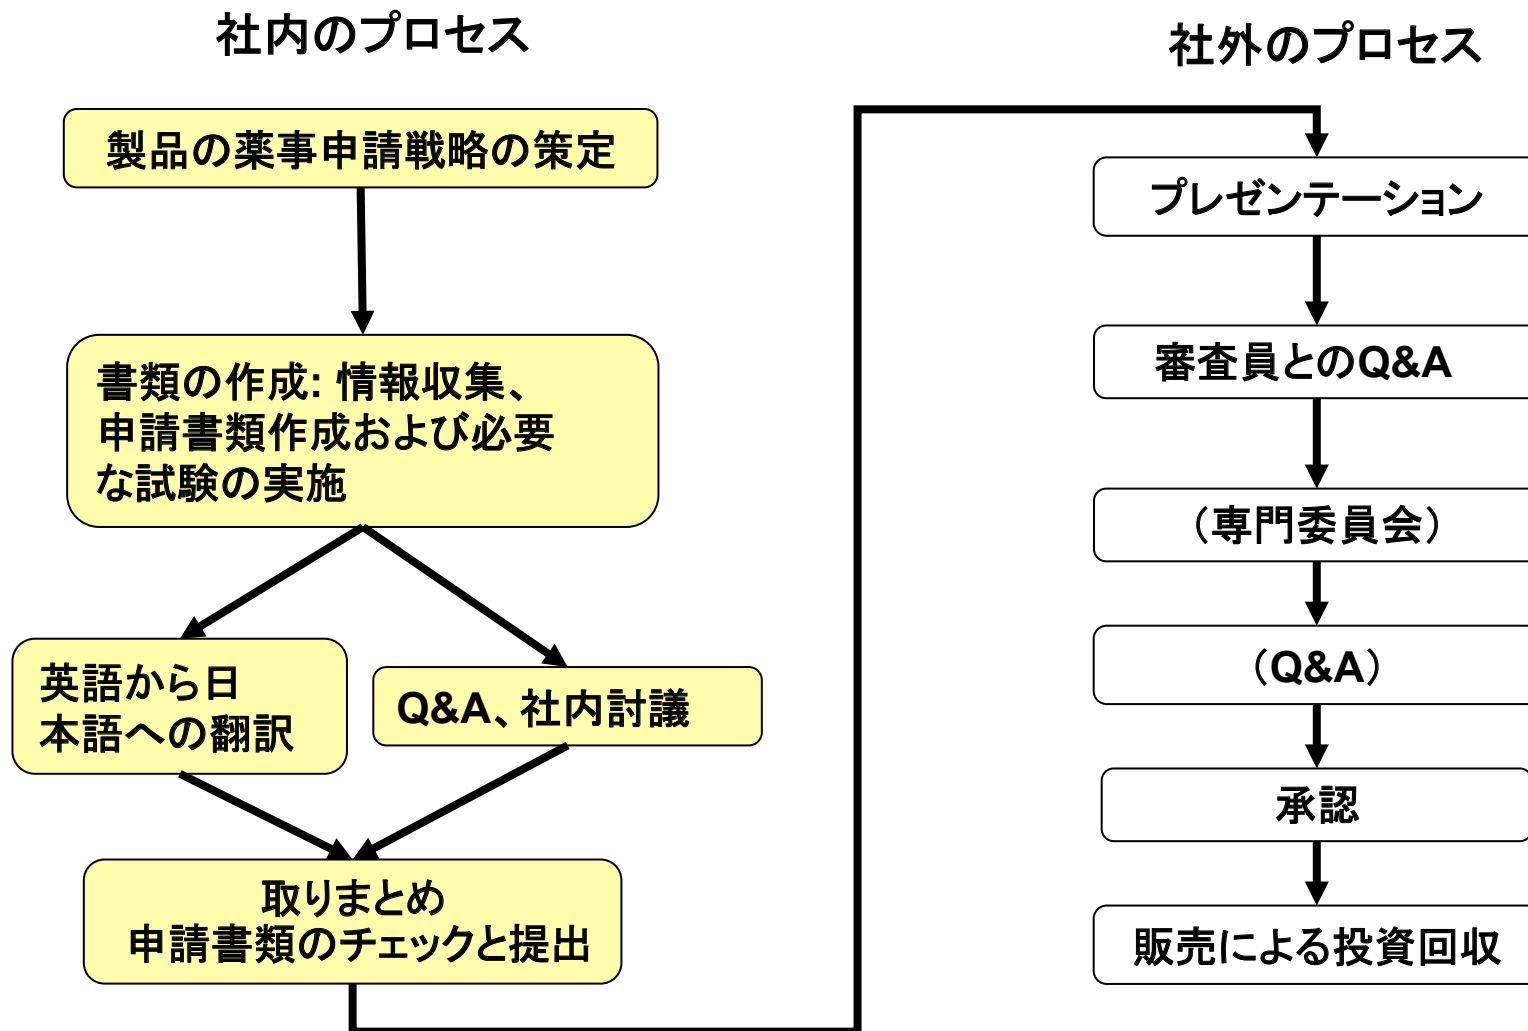 社内のプロセス
製品の薬事申請戦略の策定
書類の作成: 情報収集、
申請書類作成および必要
な試験の実施
英語から日
本語への翻訳
Q&A、社内討議
取りまとめ
申請書類のチェックと提出
社外のプロセス
プレゼンテーション
審査員とのQ&A
（専門委員会）
（Q&A）
承認
販売による投資回収